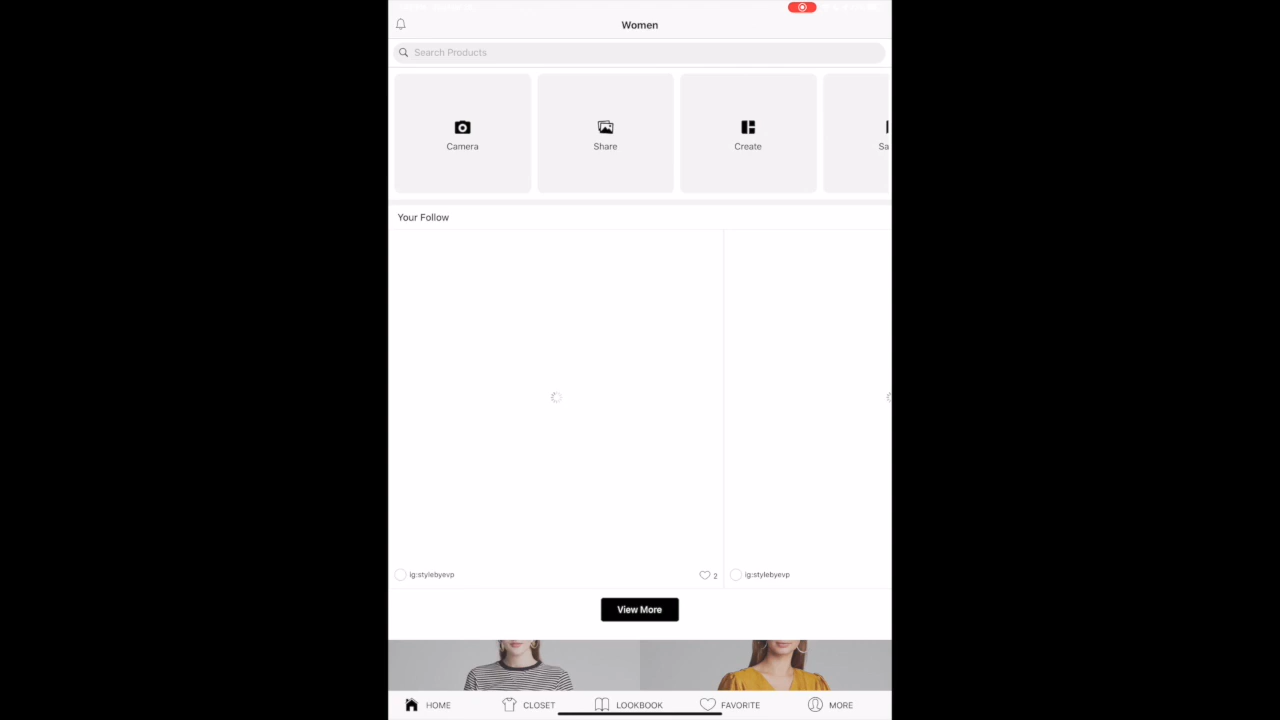 Women
Search Products
Camera
Share
Create
Sa
Your Follow
ig:stylebyevp
2
ig:stylebyevp
View More
HOME
CLOSET
LOOKBOOK
FAVORITE
MORE